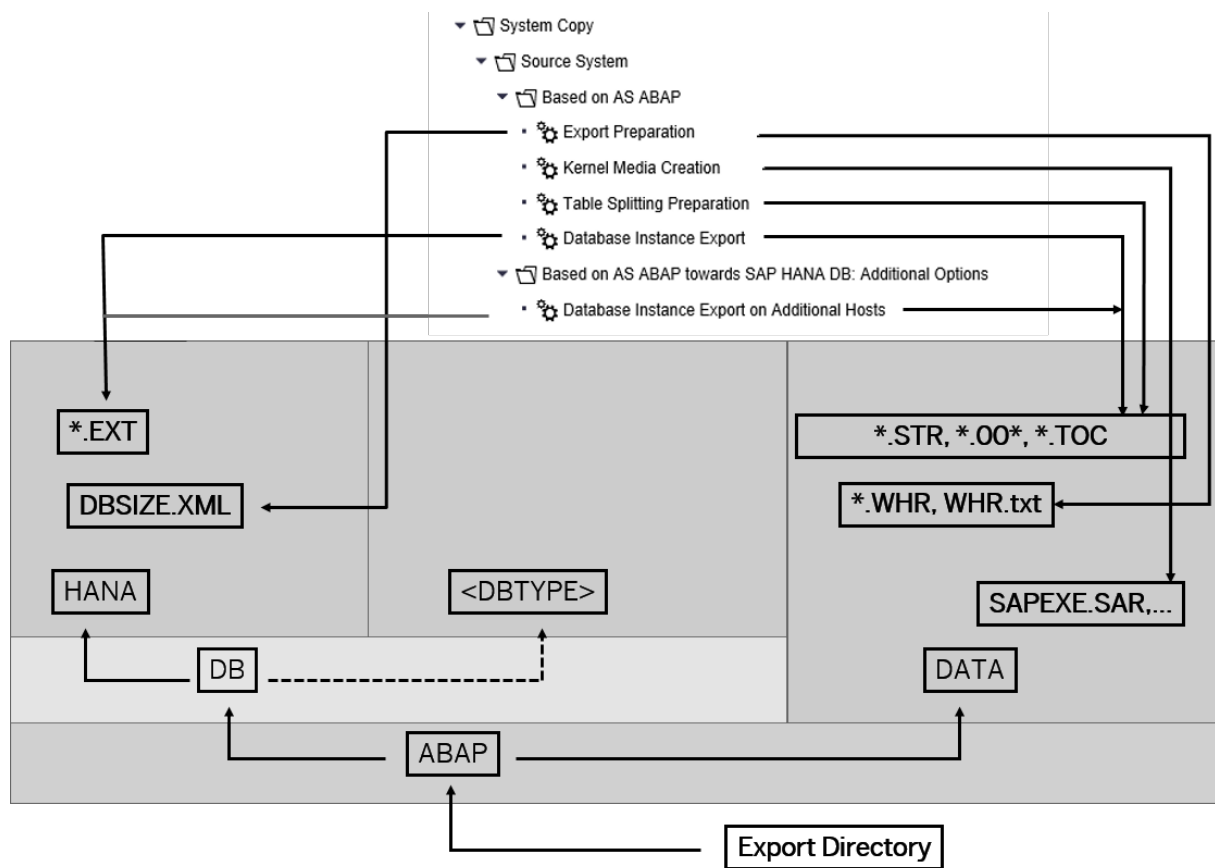 System Copy
Source System
Based on AS ABAP
Export Preparation
Kernel Media Creation
Table Splitting Preparation
Database Instance Export
Based on AS ABAP towards SAP HANA DB: Additional Options
Database Instance Export on Additional Hosts
*.EXT
*.STR, *.00*, *.TOC
DBSIZE.XML
*.WHR, WHR.txt
HANA
<DBTYPE>
SAPEXE.SAR,...
DB
DATA
ABAP
Export Directory